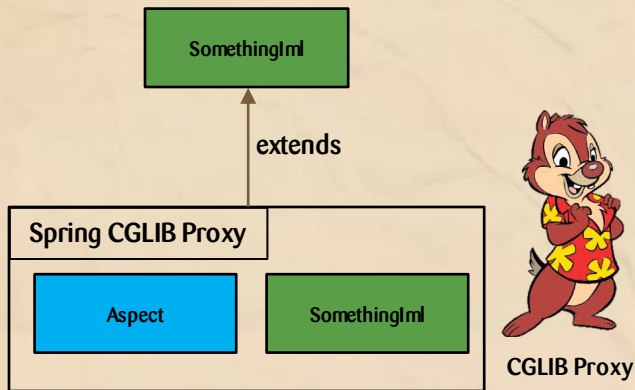 SomethingIml
extends
Spring CGLIB Proxy
Aspect
SomethingIml
CGLIB Proxy